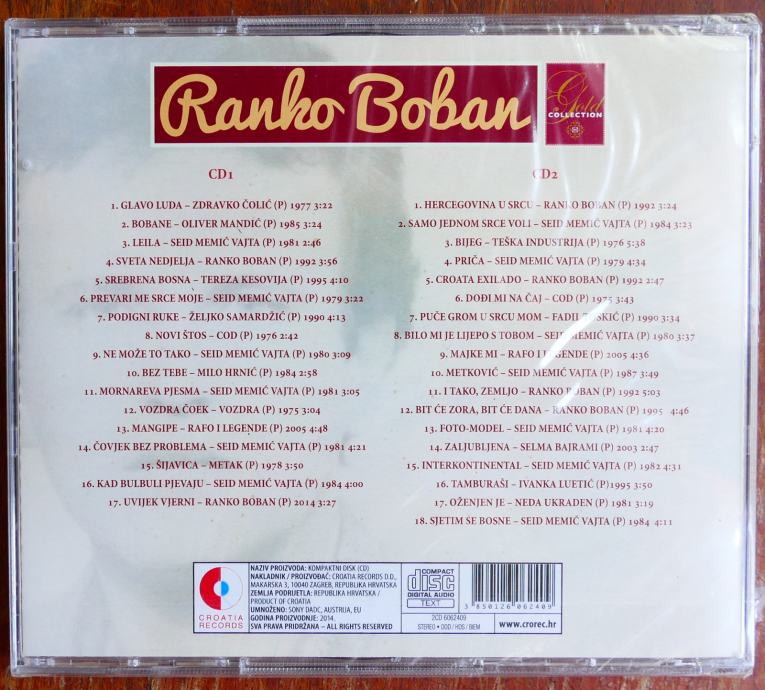 Ranko Boban
Gold
COLLECTION
CD1
1. GLAVO LUDA – ZDRAVKO ČOLIĆ (P) 1977 3:22
2. BOBANE – OLIVER MANDIĆ (P) 1985 3:24
3. LEILA – SEID MEMIĆ VAJTA (P) 1981 2:46
4. SVETA NEDJELJA – RANKO BOBAN (P) 1992 3:56
5. SREBRENA BOSNA – TEREZA KESOVIJA (P) 1995 4:10
6. PREVARI ME SRCE MOJE – SEID MEMIĆ VAJTA (P) 1979 3:22
7. PODIGNI RUKE – ŽELJKO SAMARDŽIĆ (P) 1990 4:13
8. NOVI ŠTOS – COD (P) 1976 2:42
9. NE MOŽE TO TAKO – SEID MEMIĆ VAJTA (P) 1980 3:09
10. BEZ TEBE – MILO HRNIĆ (P) 1984 2:58
11. MORNAREVA PJESMA – SEID MEMIĆ VAJTA (P) 1981 3:05
12. VOZDRA ČOEK – VOZDRA (P) 1975 3:04
13. MANGIPE – RAFO I LEGENDE (P) 2005 4:48
14. ČOVJEK BEZ PROBLEMA – SEID MEMIĆ VAJTA (P) 1981 4:21
15. ŠIJAVICA – METAK (P) 1978 3:50
16. KAD BULBULI PJEVAJU – SEID MEMIĆ VAJTA (P) 1984 4:00
17. UVIJEK VJERNI – RANKO BOBAN (P) 2014 3:27
CD2
1. HERCEGOVINA U SRCU – RANKO BOBAN (P) 1992 3:24
2. SAMO JEDNOM SRCE VOLI – SEID MEMIĆ VAJTA (P) 1984 3:23
3. BIJEG – TEŠKA INDUSTRIJA (P) 1976 5:38
4. PRIČA – SEID MEMIĆ VAJTA (P) 1979 4:34
5. CROATA EXILADO – RANKO BOBAN (P) 1992 2:47
6. DOĐI MI NA ČAJ – COD (P) 1975 3:43
7. PUČE GROM U SRCU MOM – FADIL (P) 1990 3:34
8. BILO MI JE LIJEPO S TOBOM – SEID MEMIĆ VAJTA (P) 1980 3:37
9. MAJKE MI – RAFO I LEGENDE (P) 2005 4:36
10. METKOVIĆ – SEID MEMIĆ VAJTA (P) 1987 3:49
11. I TAKO, ZEMLJO – RANKO BOBAN (P) 1992 5:03
12. BIT ĆE ZORA, BIT ĆE DANA – RANKO BOBAN (P) 1995 4:46
13. FOTO-MODEL – SEID MEMIĆ VAJTA (P) 1981 4:20
14. ZALJUBLJENA – SELMA BAJRAMI (P) 2003 2:47
15. INTERKONTINENTAL – SEID MEMIĆ VAJTA (P) 1982 4:31
16. TAMBURAŠI – IVANKA LUETIĆ (P)1995 3:50
17. OŽENJEN JE – NEDA UKRADEN (P) 1981 3:19
18. SJETIM SE BOSNE – SEID MEMIĆ VAJTA (P) 1984 4:11
CROATIA
RECORDS
NAZIV PROIZVODA: KOMPAKTNI DISK (CD)
NAKLADNIK / PROIZVOĐAČ: CROATIA RECORDS D.D.,
MAKARSKA 3, 10040 ZAGREB, REPUBLIKA HRVATSKA
ZEMLJA PODRIJETLA: REPUBLIKA HRVATSKA /
PRODUCT OF CROATIA
UMNOŽENO: SONY DADC, AUSTRIJA, EU
GODINA PROIZVODNJE: 2014.
SVA PRAVA PRIDRŽANA – ALL RIGHTS RESERVED
COMPACT
disc
DIGITAL AUDIO
TEXT
2CD 6062409
STEREO • DDD / HDS / BIEM
3 850126 062409
www.crorec.hr